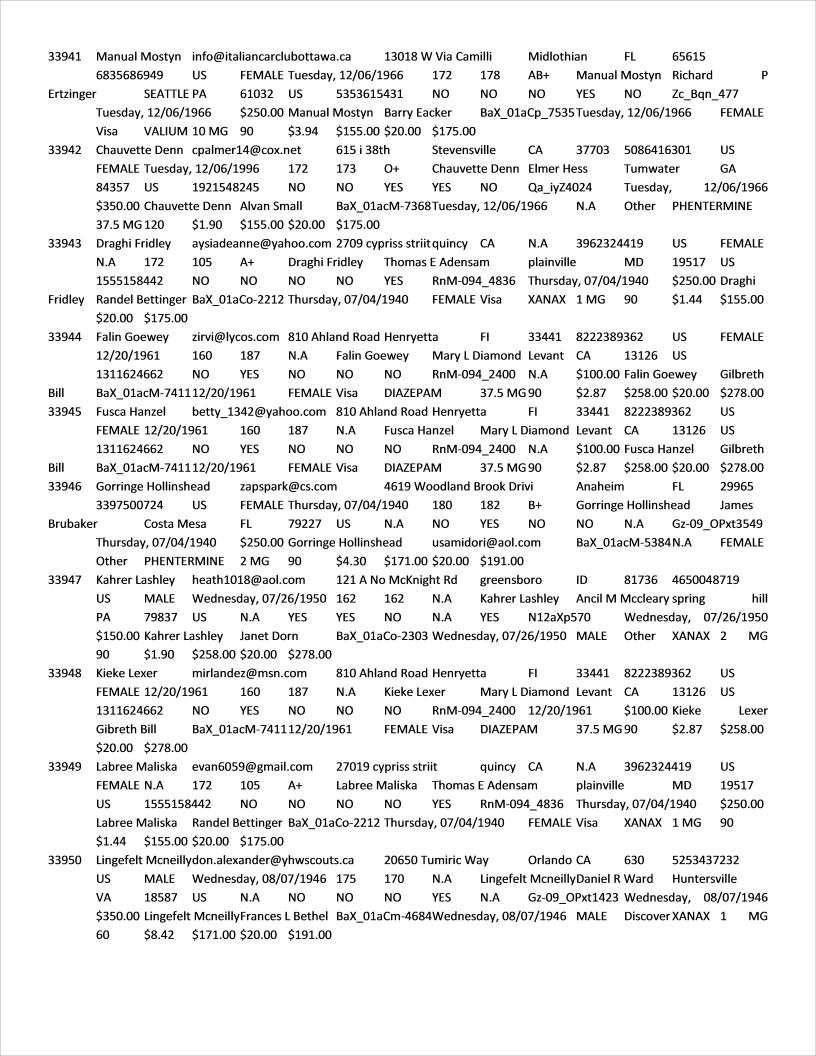 33941 Manual Mostyn info@italiancarclubottawa.ca 13018 W Via Camilli Midlothian FL 65615
6835686949 US FEMALE Tuesday, 12/06/1966 172 178 AB+ Manual Mostyn Richard P
Ertzinger SEATTLE PA 61032 US 5353615431 NO NO NO YES NO Zc_Bqn_477
Tuesday, 12/06/1966 $250.00 Manual Mostyn Barry Eacker BaX_01aCp_7535 Tuesday, 12/06/1966 FEMALE
Visa VALIUM 10 MG 90 $3.94 $155.00 $20.00 $175.00
33942 Chauvette Denn cpalmer14@cox.net 615 i 38th Stevensville CA 37703 5086416301 US
FEMALE Tuesday, 12/06/1996 172 173 O+ Chauvette Denn Elmer Hess Tumwater GA
84357 US 1921548245 NO NO YES YES NO Qa_iyZ4024 Tuesday, 12/06/1966
$350.00 Chauvette Denn Alvan Small BaX_01acM-7368 Tuesday, 12/06/1966 N.A Other PHENTERMINE
37.5 MG 120 $1.90 $155.00 $20.00 $175.00
33943 Draghi Fridley aysiadeanne@yahoo.com 2709 cypriss striit quincy CA N.A 3962324419 US FEMALE
N.A 172 105 A+ Draghi Fridley Thomas E Adensam plainville MD 19517 US
1555158442 NO NO NO NO YES RnM-094_4836 Thursday, 07/04/1940 $250.00 Draghi
Fridley Randel Bettinger BaX_01aCo-2212 Thursday, 07/04/1940 FEMALE Visa XANAX 1 MG 90 $1.44 $155.00
$20.00 $175.00
33944 Falin Goewey zirvi@lycos.com 810 Ahland Road Henryetta FI 33441 8222389362 US FEMALE
12/20/1961 160 187 N.A Falin Goewey Mary L Diamond Levant CA 13126 US
1311624662 NO YES NO NO NO RnM-094_2400 N.A $100.00 Falin Goewey Gilbreth
Bill BaX_01acM-7411 12/20/1961 FEMALE Visa DIAZEPAM 37.5 MG 90 $2.87 $258.00 $20.00 $278.00
33945 Fusca Hanzel betty_1342@yahoo.com 810 Ahland Road Henryetta FI 33441 8222389362 US
FEMALE 12/20/1961 160 187 N.A Fusca Hanzel Mary L Diamond Levant CA 13126 US
1311624662 NO YES NO NO NO RnM-094_2400 N.A $100.00 Fusca Hanzel Gilbreth
Bill BaX_01acM-7411 12/20/1961 FEMALE Visa DIAZEPAM 37.5 MG 90 $2.87 $258.00 $20.00 $278.00
33946 Gorringe Hollinshead zapspark@cs.com 4619 Woodland Brook Drivi Anaheim FL 29965
3397500724 US FEMALE Thursday, 07/04/1940 180 182 B+ Gorringe Hollinshead James
Brubaker Costa Mesa FL 79227 US N.A NO YES NO NO N.A Gz-09_OPxt3549
Thursday, 07/04/1940 $250.00 Gorringe Hollinshead usamidori@aol.com BaX_01acM-5384 N.A FEMALE
Other PHENTERMINE 2 MG 90 $4.30 $171.00 $20.00 $191.00
33947 Kahrer Lashley heath1018@aol.com 121 A No McKnight Rd greensboro ID 81736 4650048719
US MALE Wednesday, 07/26/1950 162 162 N.A Kahrer Lashley Ancil M Mccleary spring hill
PA 79837 US N.A YES YES NO N.A YES N12aXp570 Wednesday, 07/26/1950
$150.00 Kahrer Lashley Janet Dorn BaX_01aCo-2303 Wednesday, 07/26/1950 MALE Other XANAX 2 MG
90 $1.90 $258.00 $20.00 $278.00
33948 Kieke Lexer mirlandez@msn.com 810 Ahland Road Henryetta FI 33441 8222389362 US
FEMALE 12/20/1961 160 187 N.A Kieke Lexer Mary L Diamond Levant CA 13126 US
1311624662 NO YES NO NO NO RnM-094_2400 12/20/1961 $100.00 Kieke Lexer
Gibreth Bill BaX_01acM-7411 12/20/1961 FEMALE Visa DIAZEPAM 37.5 MG 90 $2.87 $258.00
$20.00 $278.00
33949 Labree Maliska evan6059@gmail.com 27019 cypriss striit quincy CA N.A 3962324419 US
FEMALE N.A 172 105 A+ Labree Maliska Thomas E Adensam plainville MD 19517
US 1555158442 NO NO NO NO YES RnM-094_4836 Thursday, 07/04/1940 $250.00
Labree Maliska Randel Bettinger BaX_01aCo-2212 Thursday, 07/04/1940 FEMALE Visa XANAX 1 MG 90
$1.44 $155.00 $20.00 $175.00
33950 Lingefelt Mcneilly don.alexander@yhwscouts.ca 20650 Tumiric Way Orlando CA 630 5253437232
US MALE Wednesday, 08/07/1946 175 170 N.A Lingefelt Mcneilly Daniel R Ward Huntersville
VA 18587 US N.A NO NO NO YES N.A Gz-09_OPxt1423 Wednesday, 08/07/1946
$350.00 Lingefelt Mcneilly Frances L Bethel BaX_01aCm-4684 Wednesday, 08/07/1946 MALE Discover XANAX 1 MG
60 $8.42 $171.00 $20.00 $191.00